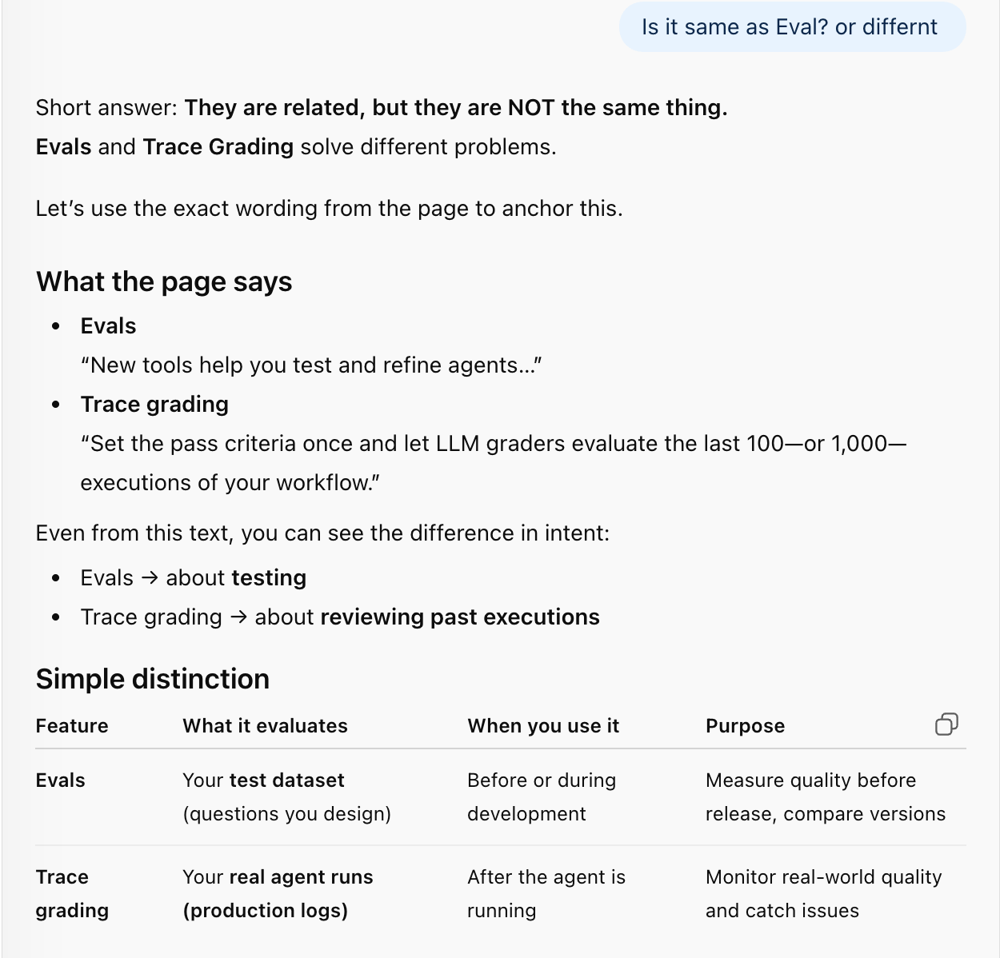 Is it same as Eval? or differnt
Short answer: They are related, but they are NOT the same thing.
Evals and Trace Grading solve different problems.
Let’s use the exact wording from the page to anchor this.
What the page says
• Evals
“New tools help you test and refine agents…”
• Trace grading
“Set the pass criteria once and let LLM graders evaluate the last 100—or 1,000—
executions of your workflow.”
Even from this text, you can see the difference in intent:
• Evals → about testing
• Trace grading → about reviewing past executions
Simple distinction
Feature What it evaluates When you use it Purpose
Evals Your test dataset Before or during Measure quality before
(questions you design) development release, compare versions
Trace Your real agent runs After the agent is Monitor real-world quality
grading (production logs) running and catch issues